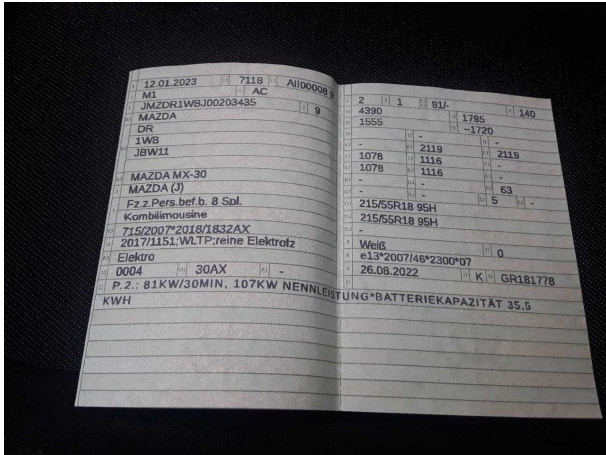 12.01.2023 7118 AII00008 9
M1 AC
JMZDR1WBJ00203435 9
MAZDA
DR
1W8
JBW11
MAZDA MX-30
MAZDA (J)
Fz.z.Pers.bef.b. 8 Spl.
Kombilimousine
715/2007*2018/1832AX
2017/1151;WLTP;reine Elektrofz
Elektro
0004 30AX -
P.2.: 81KW/30MIN, 107KW NENNLEISTUNG*BATTERIEKAPAZITÄT 35,5
KWH
2 1 81/- 140
4390 1795
1555 -1720
- - -
- 2119 2119
1078 1116 -
1078 1116 -
- - 63
- - 5 -
215/55R18 95H
215/55R18 95H
-
Weiß 0
e13*2007/46*2300*07
26.08.2022 K GR181778